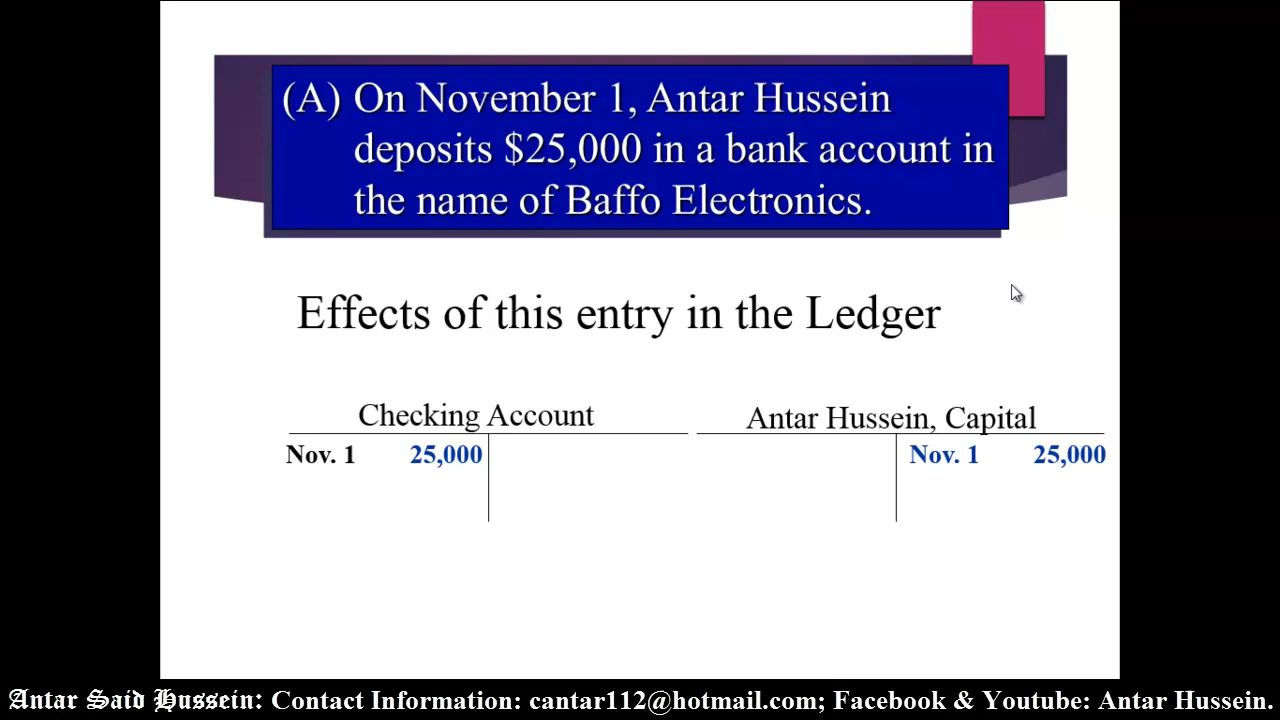 (A) On November 1, Antar Hussein
deposits $25,000 in a bank account in
the name of Baffo Electronics.
Effects of this entry in the Ledger
Checking Account
Antar Hussein, Capital
Nov. 1 25,000
Nov. 1 25,000
Antar Said Hussein: Contact Information: cantar112@hotmail.com; Facebook & Youtube: Antar Hussein.